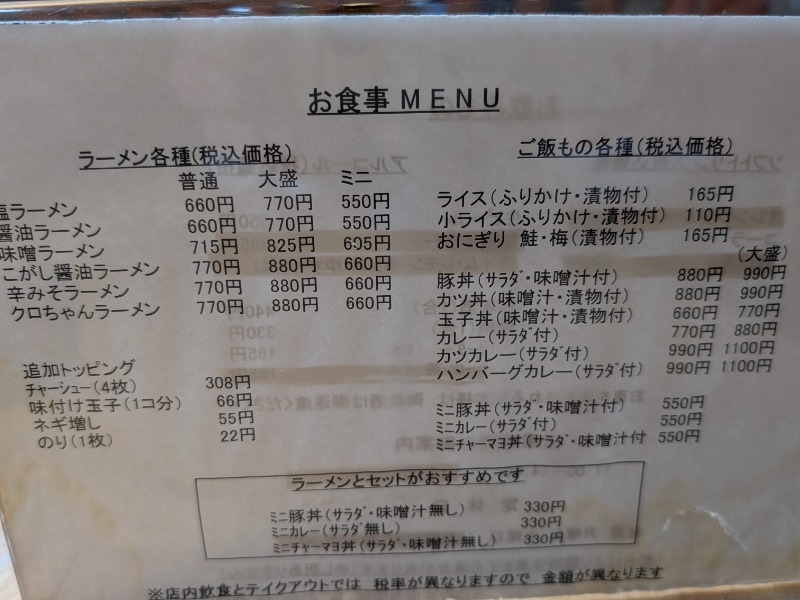 お食事 MENU
ラーメン各種(税込価格)
普通 大盛 ミニ
塩ラーメン 660円 770円 550円
醤油ラーメン 660円 770円 550円
味噌ラーメン 715円 825円 605円
こがし醤油ラーメン 770円 880円 660円
辛みそラーメン 770円 880円 660円
クロちゃんラーメン 770円 880円 660円
追加トッピング
チャーシュー(4枚) 308円
味付け玉子(1コ分) 66円
ネギ増し 55円
のり(1枚) 22円
ご飯もの各種(税込価格)
ライス(ふりかけ・漬物付) 165円
小ライス(ふりかけ・漬物付) 110円
おにぎり 鮭・梅(漬物付) 165円
(大盛)
豚丼(サラダ・味噌汁付) 880円 990円
カツ丼(味噌汁・漬物付) 880円 990円
玉子丼(味噌汁・漬物付) 660円 770円
カレー(サラダ付) 770円 880円
カツカレー(サラダ付) 990円 1100円
ハンバーグカレー(サラダ付) 990円 1100円
ミニ豚丼(サラダ・味噌汁付) 550円
ミニカレー(サラダ付) 550円
ミニチャーマヨ丼(サラダ・味噌汁付 550円
ラーメンとセットがおすすめです
ミニ豚丼(サラダ・味噌汁無し) 330円
ミニカレー(サラダ無し) 330円
ミニチャーマヨ丼(サラダ・味噌汁無し) 330円
※店内飲食とテイクアウトでは 税率が異なりますので 金額が異なります